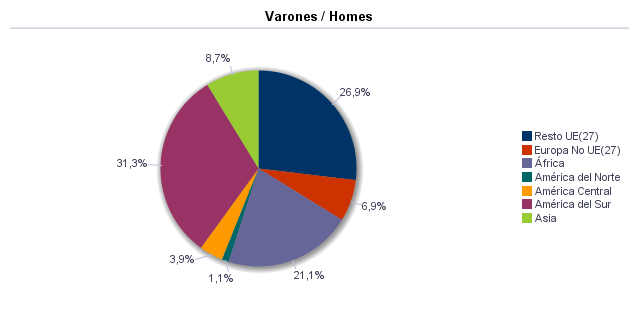 Varones / Homes
8,7%
26,9%
31,3%
6,9%
3,9%
1,1%
21,1%
Resto UE(27)
Europa No UE(27)
África
América del Norte
América Central
América del Sur
Asia